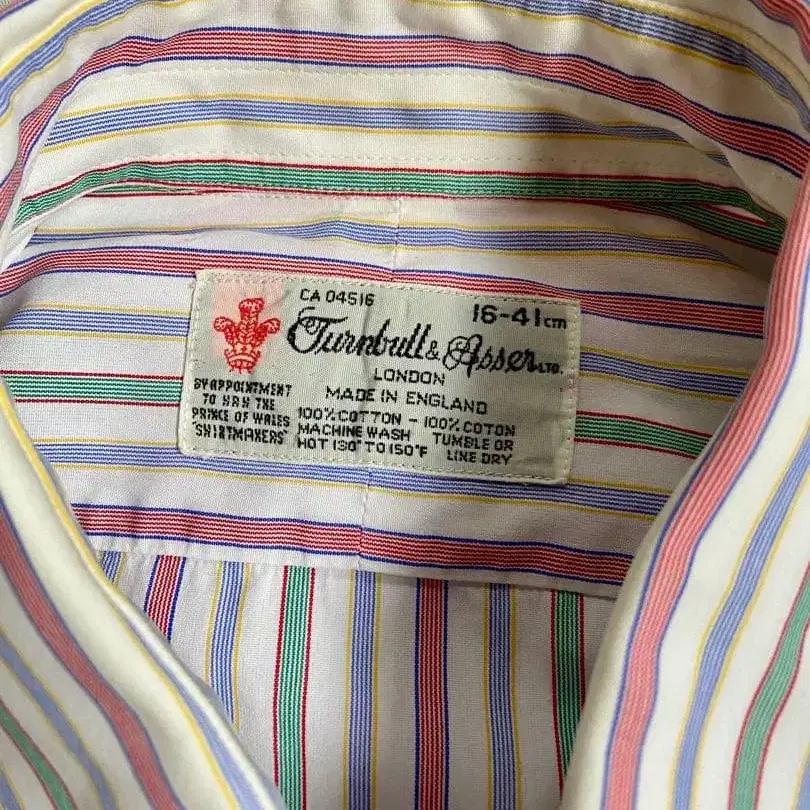 CA 04516
16-41cm
Turnbull & Asser LTD.
LONDON
MADE IN ENGLAND
BY APPOINTMENT
TO HRH THE
PRINCE OF WALES
SHIRTMAKERS
100% COTTON - 100% COTON
MACHINE WASH TUMBLE OR
HOT 130° TO 150°F LINE DRY